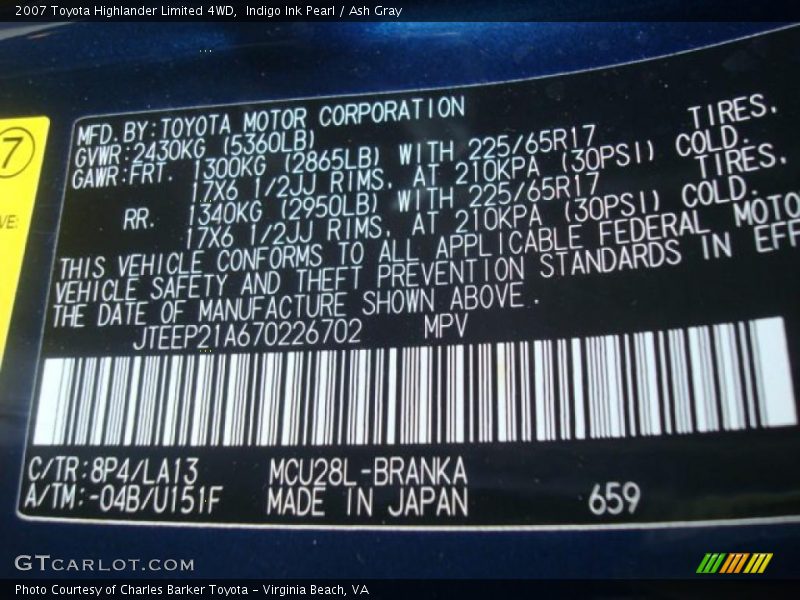 2007 Toyota Highlander Limited 4WD,  Indigo Ink Pearl / Ash Gray
7
VE:
MFD. BY: TOYOTA MOTOR CORPORATION
GVWR: 2430KG (5360LB)
GAWR: FRT. 1300KG (2865LB) WITH 225/65R17 TIRES,
17X6 1/2JJ RIMS, AT 210KPA (30PSI) COLD.
RR. 1340KG (2950LB) WITH 225/65R17 TIRES,
17X6 1/2JJ RIMS, AT 210KPA (30PSI) COLD.
THIS VEHICLE CONFORMS TO ALL APPLICABLE FEDERAL MOTO
VEHICLE SAFETY AND THEFT PREVENTION STANDARDS IN EFF
THE DATE OF MANUFACTURE SHOWN ABOVE.
JTEEP21A670226702 MPV
C/TR: 8P4/LA13 MCU28L-BRANKA
A/TM: -04B/U151F MADE IN JAPAN 659
GTCARLOT.COM
Photo Courtesy of Charles Barker Toyota - Virginia Beach, VA